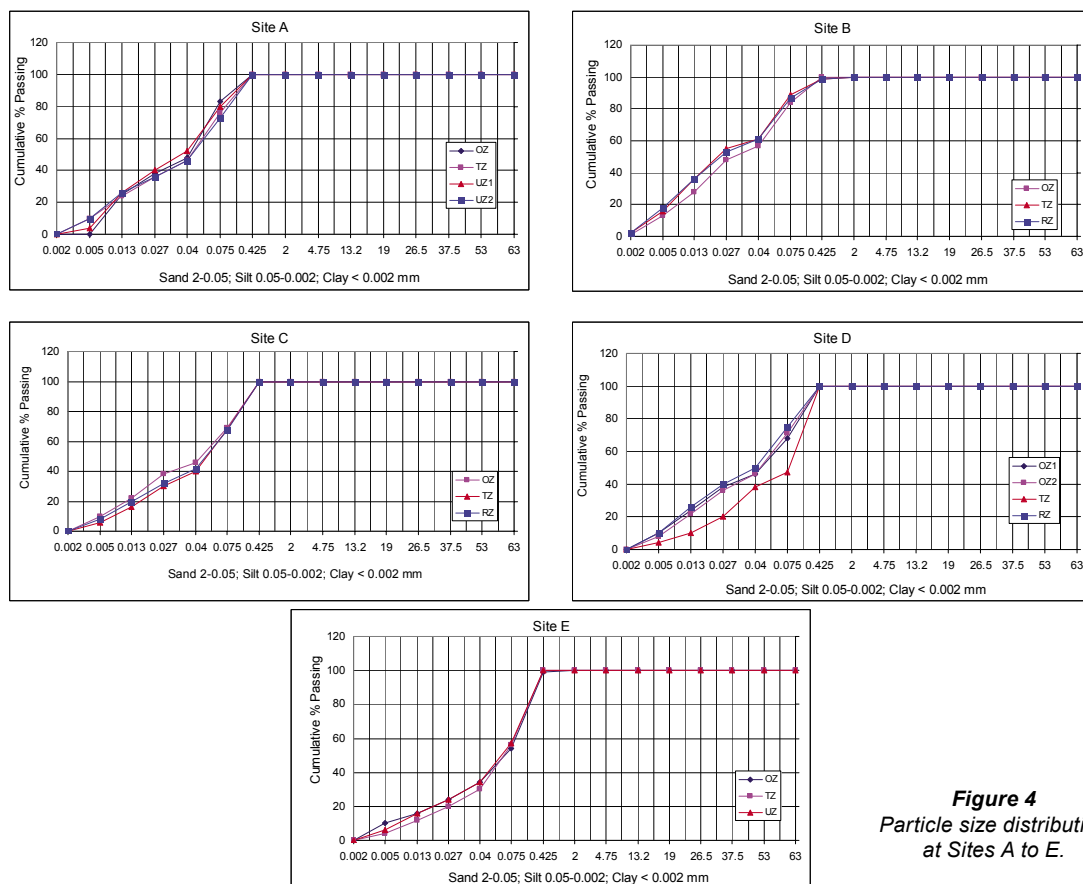 Site A
Cumulative % Passing
120
100
80
60
40
20
0
0.002 0.005 0.013 0.027 0.04 0.075 0.425 2 4.75 13.2 19 26.5 37.5 53 63
Sand 2-0.05; Silt 0.05-0.002; Clay < 0.002 mm
OZ
TZ
UZ1
UZ2
Site B
Cumulative % Passing
120
100
80
60
40
20
0
0.002 0.005 0.013 0.027 0.04 0.075 0.425 2 4.75 13.2 19 26.5 37.5 53 63
Sand 2-0.05; Silt 0.05-0.002; Clay < 0.002 mm
OZ
TZ
RZ
Site C
Cumulative % Passing
120
100
80
60
40
20
0
0.002 0.005 0.013 0.027 0.04 0.075 0.425 2 4.75 13.2 19 26.5 37.5 53 63
Sand 2-0.05; Silt 0.05-0.002; Clay < 0.002 mm
OZ
TZ
RZ
Site D
Cumulative % Passing
120
100
80
60
40
20
0
0.002 0.005 0.013 0.027 0.04 0.075 0.425 2 4.75 13.2 19 26.5 37.5 53 63
Sand 2-0.05; Silt 0.05-0.002; Clay < 0.002 mm
OZ1
OZ2
TZ
RZ
Site E
Cumulative % Passing
120
100
80
60
40
20
0
0.002 0.005 0.013 0.027 0.04 0.075 0.425 2 4.75 13.2 19 26.5 37.5 53 63
Sand 2-0.05; Silt 0.05-0.002; Clay < 0.002 mm
OZ
TZ
UZ
Figure 4
Particle size distributi
at Sites A to E.